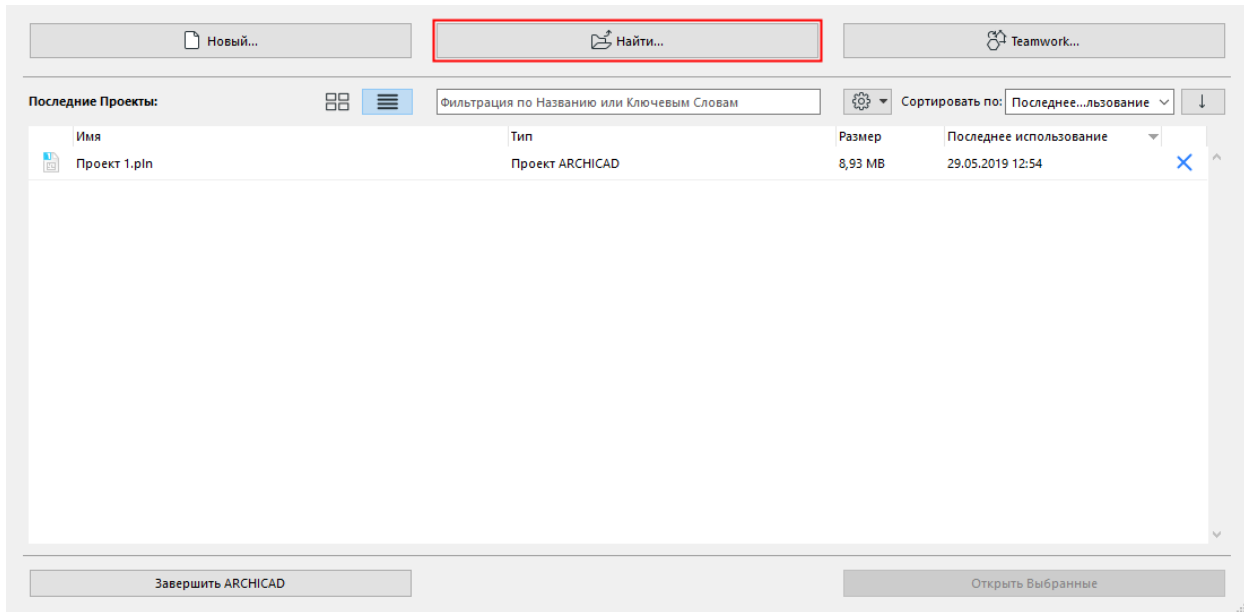 Новый...
Найти...
Teamwork...
Последние Проекты:
Фильтрация по Названию или Ключевым Словам
Сортировать по:
Последнее...льзование
Имя
Тип
Размер
Последнее использование
Проект 1.pln
Проект ARCHICAD
8,93 MB
29.05.2019 12:54
Завершить ARCHICAD
Открыть Выбранные